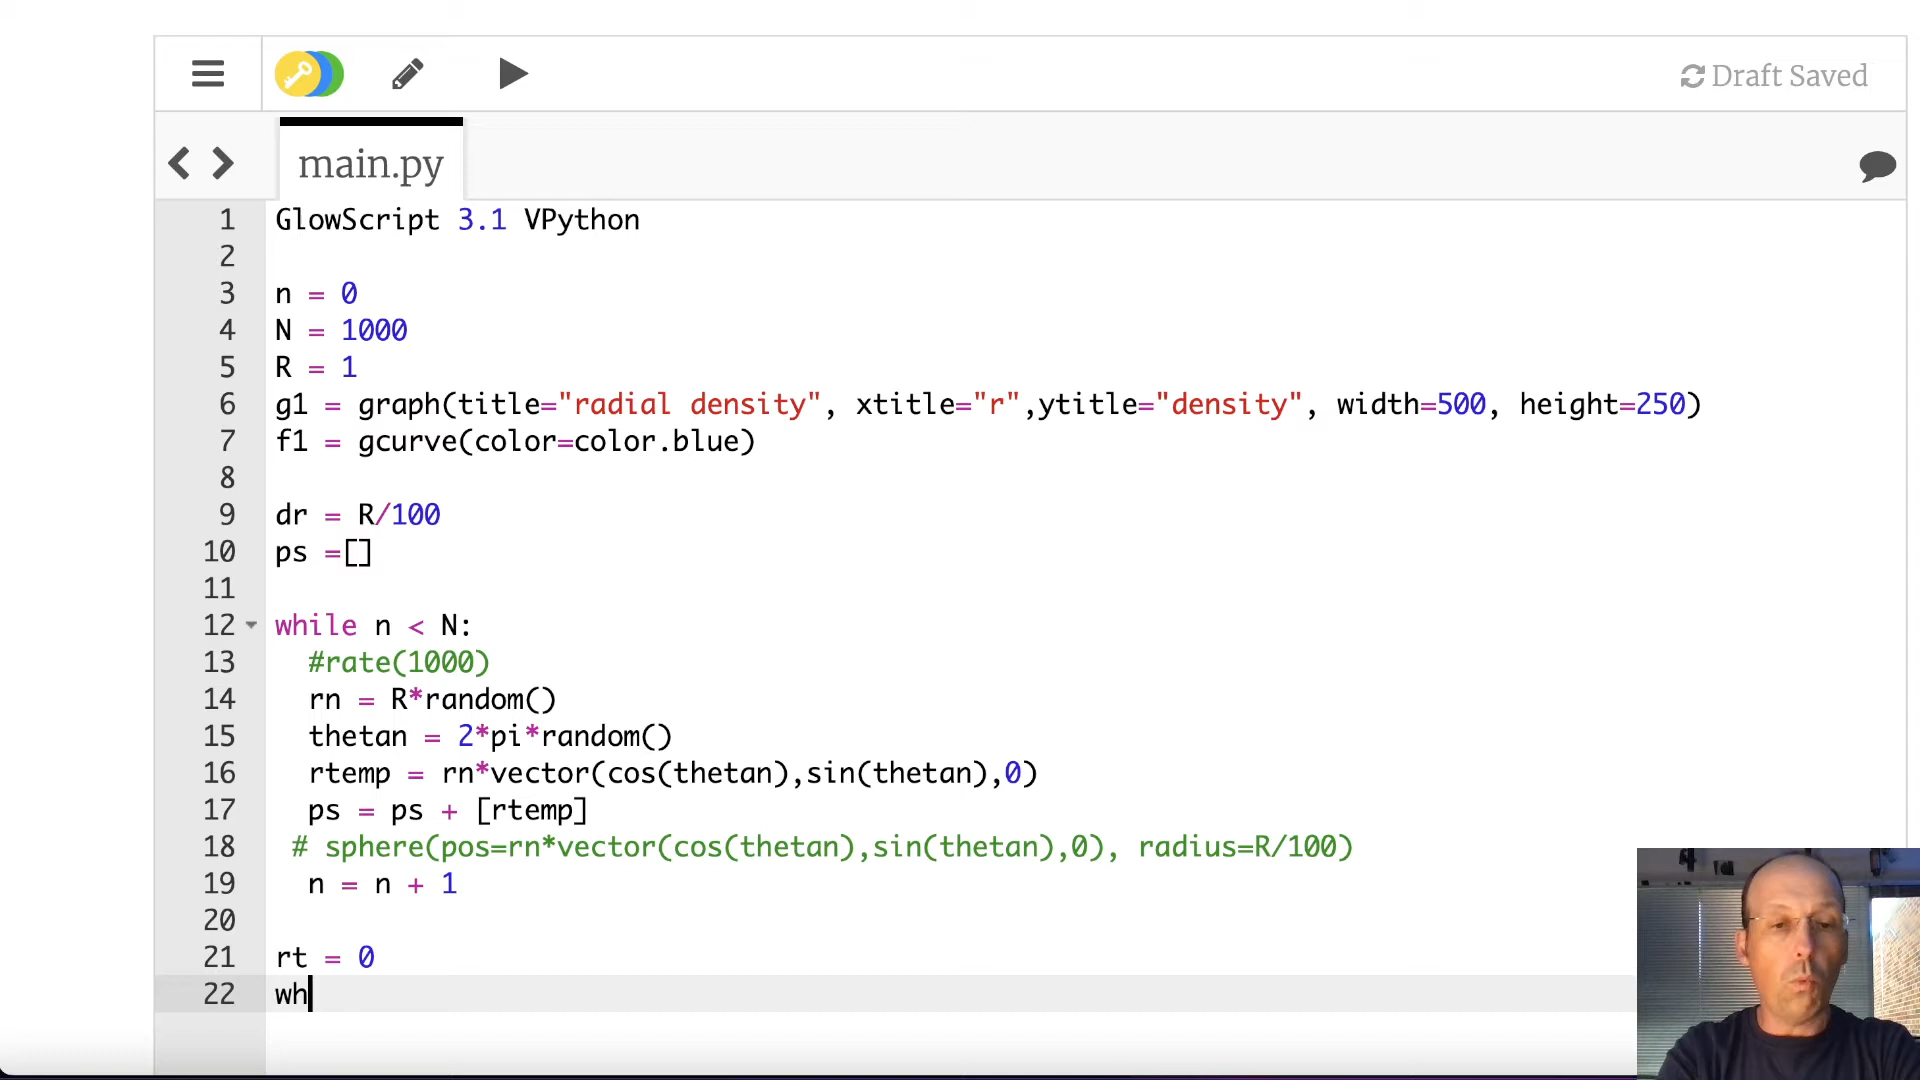 Draft Saved
main.py
1 GlowScript 3.1 VPython
2
3 n = 0
4 N = 1000
5 R = 1
6 g1 = graph(title="radial density", xtitle="r",ytitle="density", width=500, height=250)
7 f1 = gcurve(color=color.blue)
8
9 dr = R/100
10 ps =[]
11
12 while n < N:
13   #rate(1000)
14   rn = R*random()
15   thetan = 2*pi*random()
16   rtemp = rn*vector(cos(thetan),sin(thetan),0)
17   ps = ps + [rtemp]
18  # sphere(pos=rn*vector(cos(thetan),sin(thetan),0), radius=R/100)
19   n = n + 1
20
21 rt = 0
22 wh